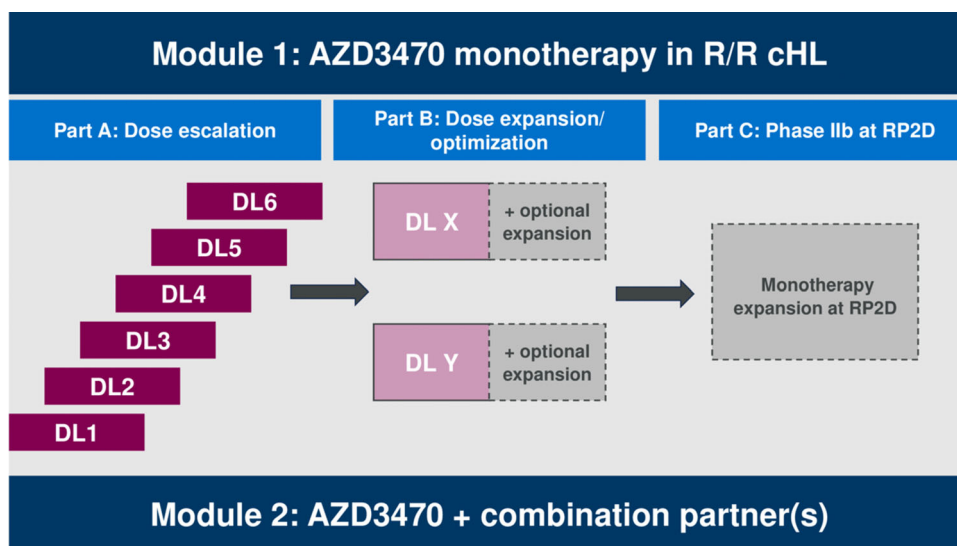 Module 1: AZD3470 monotherapy in R/R cHL
Part A: Dose escalation
Part B: Dose expansion/
optimization
Part C: Phase IIb at RP2D
DL6
DL5
DL4
DL3
DL2
DL1
DL X
+ optional
expansion
DL Y
+ optional
expansion
Monotherapy
expansion at RP2D
Module 2: AZD3470 + combination partner(s)